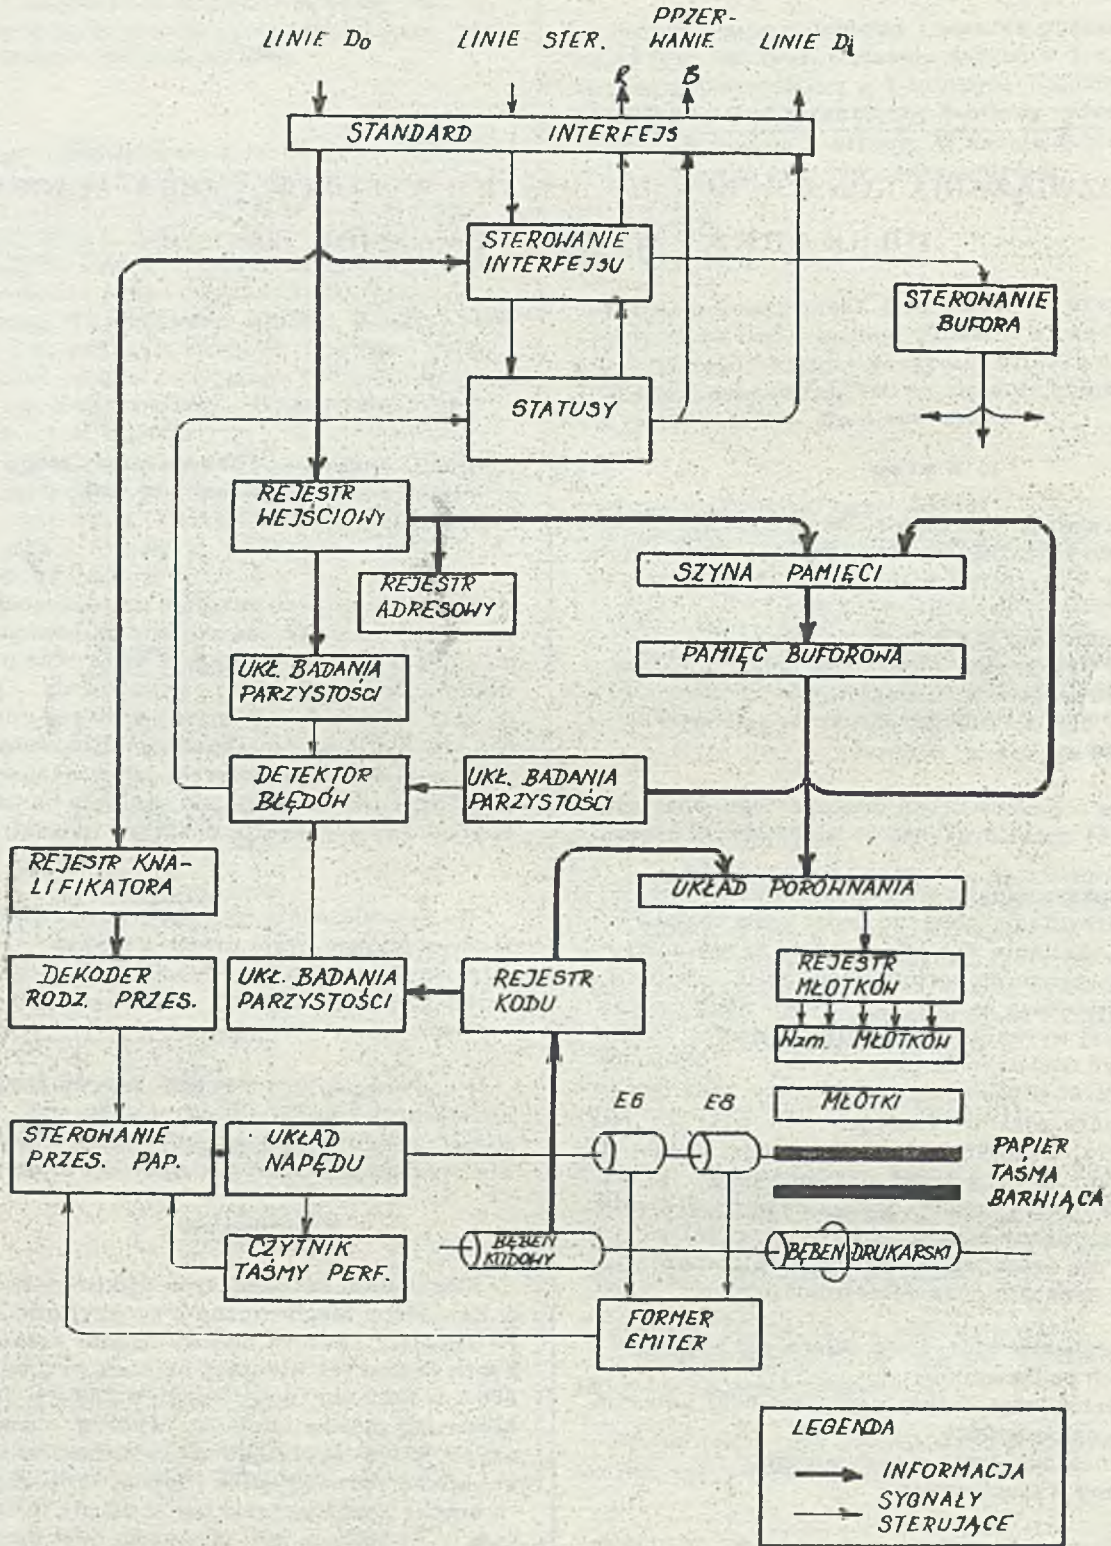 LINIE Do
LINIE STER.
PPZER-
WANIE
LINIE Di
R
B
STANDARD INTERFEJS
STEROWANIE
INTERFEJSU
STEROWANIE
BUFORA
STATUSY
REJESTR
WEJŚCIOWY
REJESTR
ADRESOWY
SZYNA PAMIĘCI
PAMIĘC BUFOROWA
UKŁ. BADANIA
PARZYSTOŚCI
DETEKTOR
BŁĘDÓW
UKŁ. BADANIA
PARZYSTOŚCI
REJESTR KWA-
LIFIKATORA
UKŁAD PORÓWNANIA
DEKODER
RODZ. PRZES.
UKŁ. BADANIA
PARZYSTOŚCI
REJESTR
KODU
REJESTR
MŁOTKÓW
Wzm. MŁOTKÓW
E6
E8
MŁOTKI
STEROWANIE
PRZES. PAP.
UKŁAD
NAPĘDU
PAPIER
TAŚMA
BARWIĄCA
CZYTNIK
TAŚMY PERF.
BĘBEN
KODOWY
BĘBEN DRUKARSKI
FORMER
EMITER
LEGENDA
INFORMACJA
SYGNAŁY
STERUJĄCE